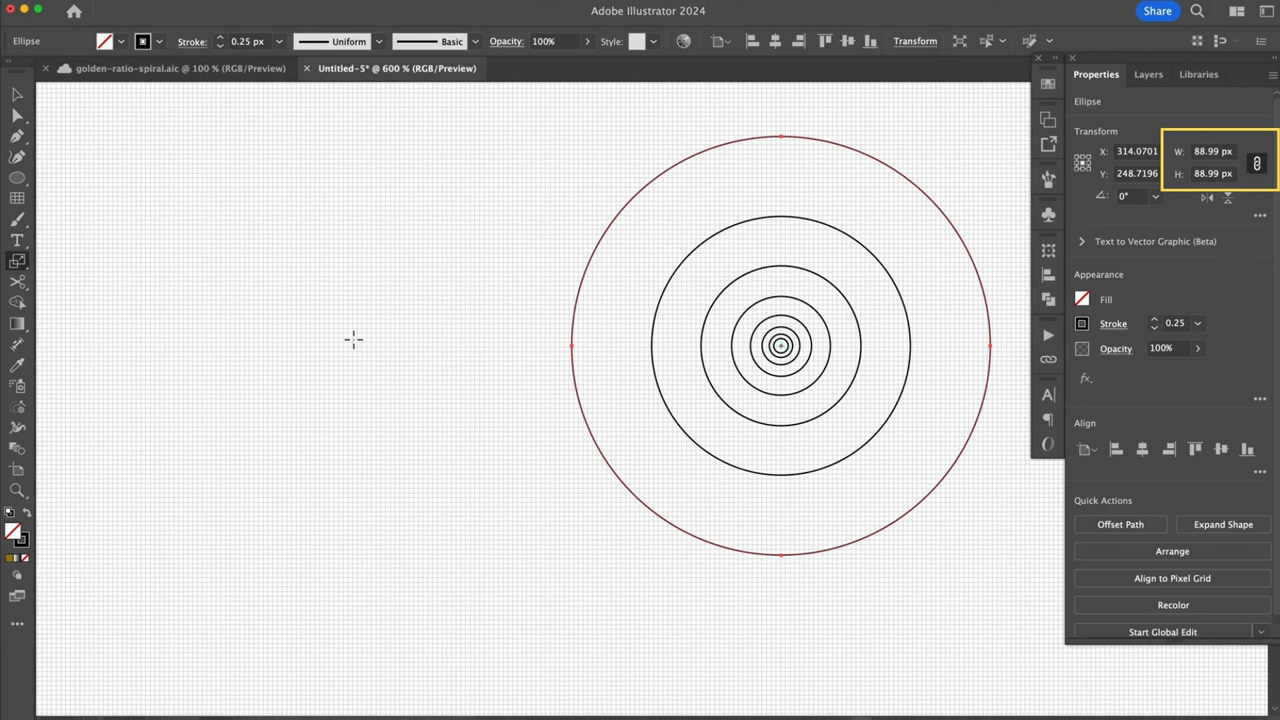 Adobe Illustrator 2024
Share
Ellipse
Stroke:
0.25 pt
Uniform
Basic
Opacity:
100%
Style:
Transform
golden-ratio-spiral.aic @ 100 % (RGB/Preview)
Untitled-5* @ 600 % (RGB/Preview)
Properties
Layers
Libraries
Ellipse
Transform
X: 314.0701
W: 88.99 px
Y: 248.7196
H: 88.99 px
0°
Text to Vector Graphic (Beta)
Appearance
Fill
Stroke
0.25
Opacity
100%
Align
Quick Actions
Offset Path
Expand Shape
Arrange
Align to Pixel Grid
Recolor
Start Global Edit